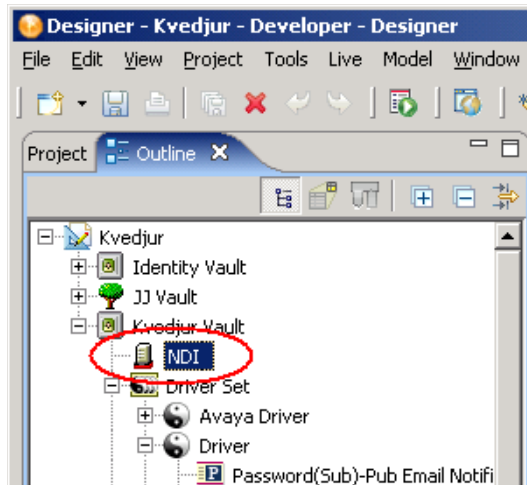 Designer - Kvedjur - Developer - Designer
File Edit View Project Tools Live Model Window
Project Outline
Kvedjur
Identity Vault
JJ Vault
Kvedjur Vault
NDI
Driver Set
Avaya Driver
Driver
Password(Sub)-Pub Email Notifi